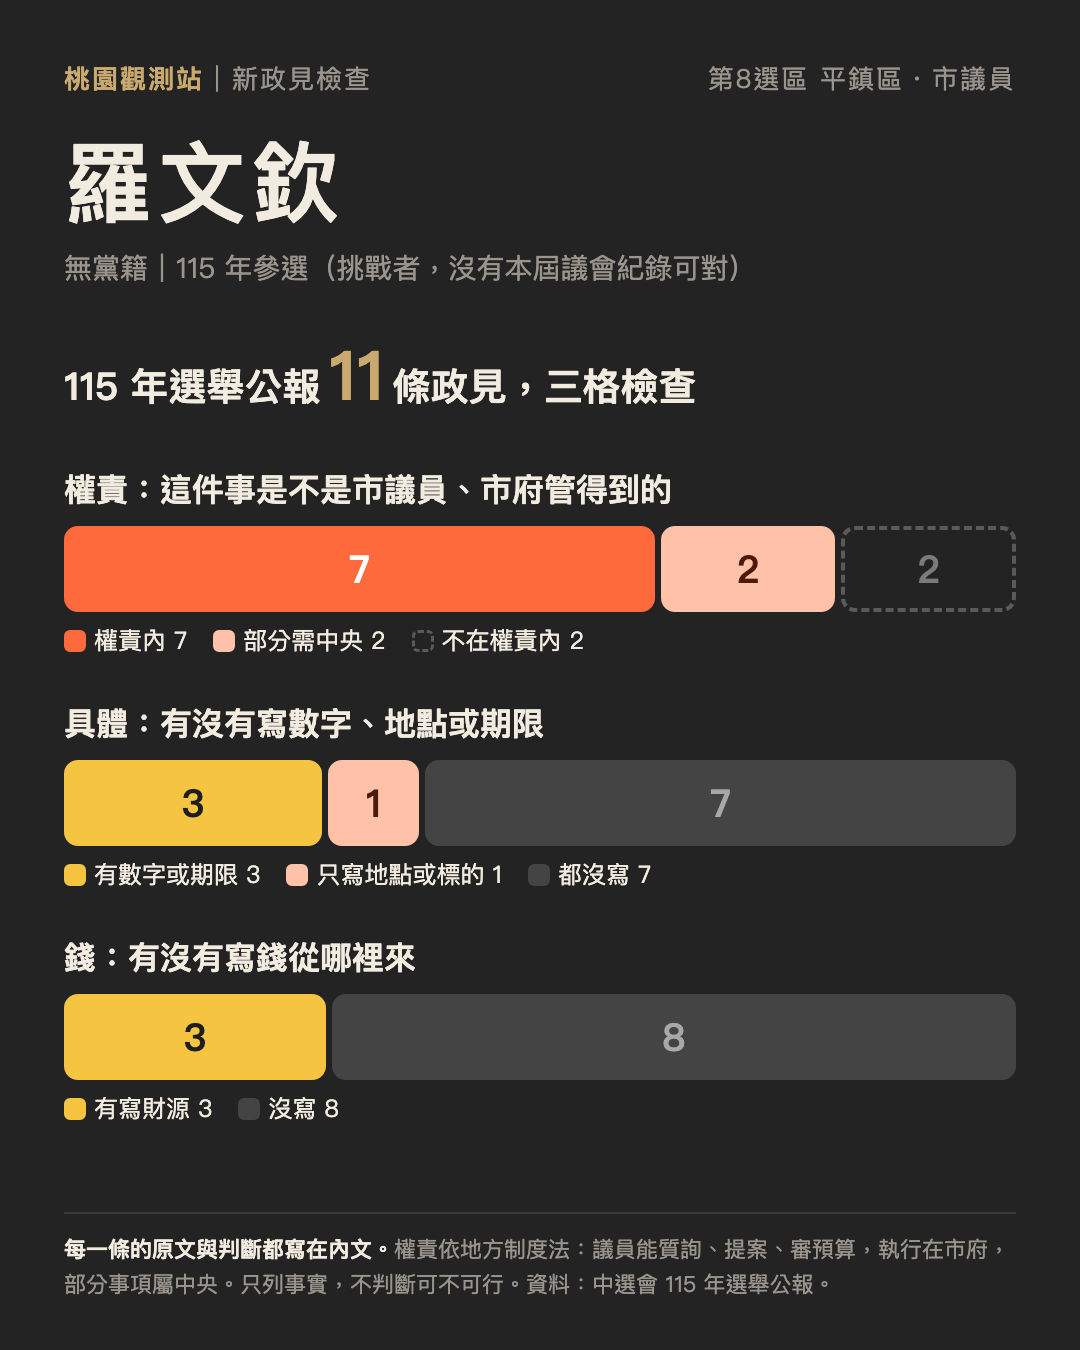 桃園觀測站｜新政見檢查
第8選區 平鎮區・市議員
羅文欽
無黨籍｜115 年參選（挑戰者，沒有本屆議會紀錄可對）
115 年選舉公報 11 條政見，三格檢查
權責：這件事是不是市議員、市府管得到的
7 2 2
權責內 7 部分需中央 2 不在權責內 2
具體：有沒有寫數字、地點或期限
3 1 7
有數字或期限 3 只寫地點或標的 1 都沒寫 7
錢：有沒有寫錢從哪裡來
3 8
有寫財源 3 沒寫 8
每一條的原文與判斷都寫在內文。權責依地方制度法：議員能質詢、提案、審預算，執行在市府，
部分事項屬中央。只列事實，不判斷可不可行。資料：中選會 115 年選舉公報。